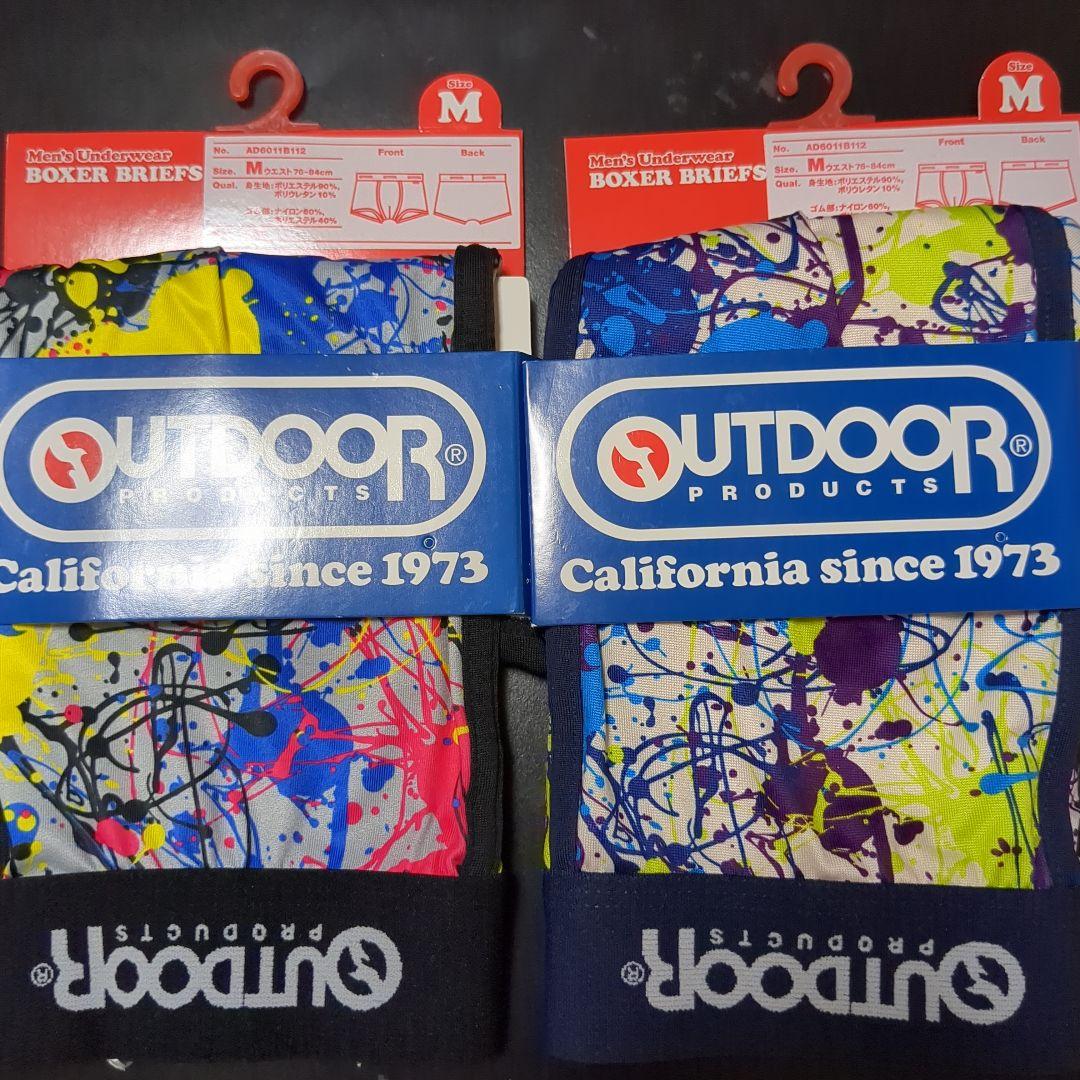 Size
M
Men's Underwear
BOXER BRIEFS
No. AD6011B112
Size. Mウエスト76~84cm
Qual. 身生地:ポリエステル90%,
ポリウレタン10%
ゴム部:ナイロン60%,
ポリエステル40%
Front
Back
OUTDOOR®
PRODUCTS
California since 1973
OUTDOOR®
PRODUCTS
Size
M
Men's Underwear
BOXER BRIEFS
No. AD6011B112
Size. Mウエスト76~84cm
Qual. 身生地:ポリエステル90%,
ポリウレタン10%
ゴム部:ナイロン60%,
Front
Back
OUTDOOR®
PRODUCTS
California since 1973
OUTDOOR®
PRODUCTS